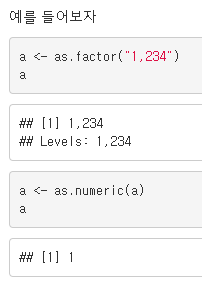 예를 들어보자
a <- as.factor("1,234")
a
## [1] 1,234
## Levels: 1,234
a <- as.numeric(a)
a
## [1] 1